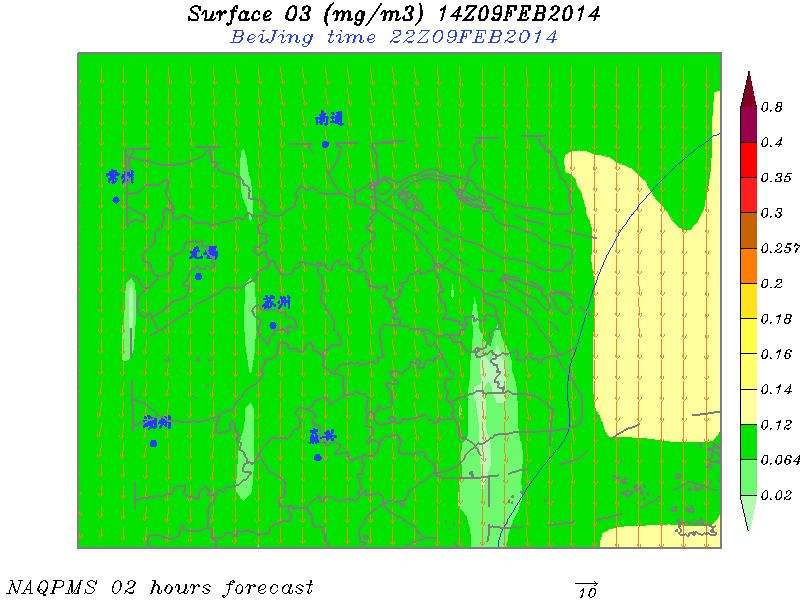 Surface O3 (mg/m3) 14Z09FEB2014
BeiJing time 22Z09FEB2014
南通
常州
无锡
苏州
湖州
嘉兴
0.8
0.4
0.35
0.3
0.257
0.2
0.18
0.16
0.14
0.12
0.064
0.02
NAQPMS 02 hours forecast
10